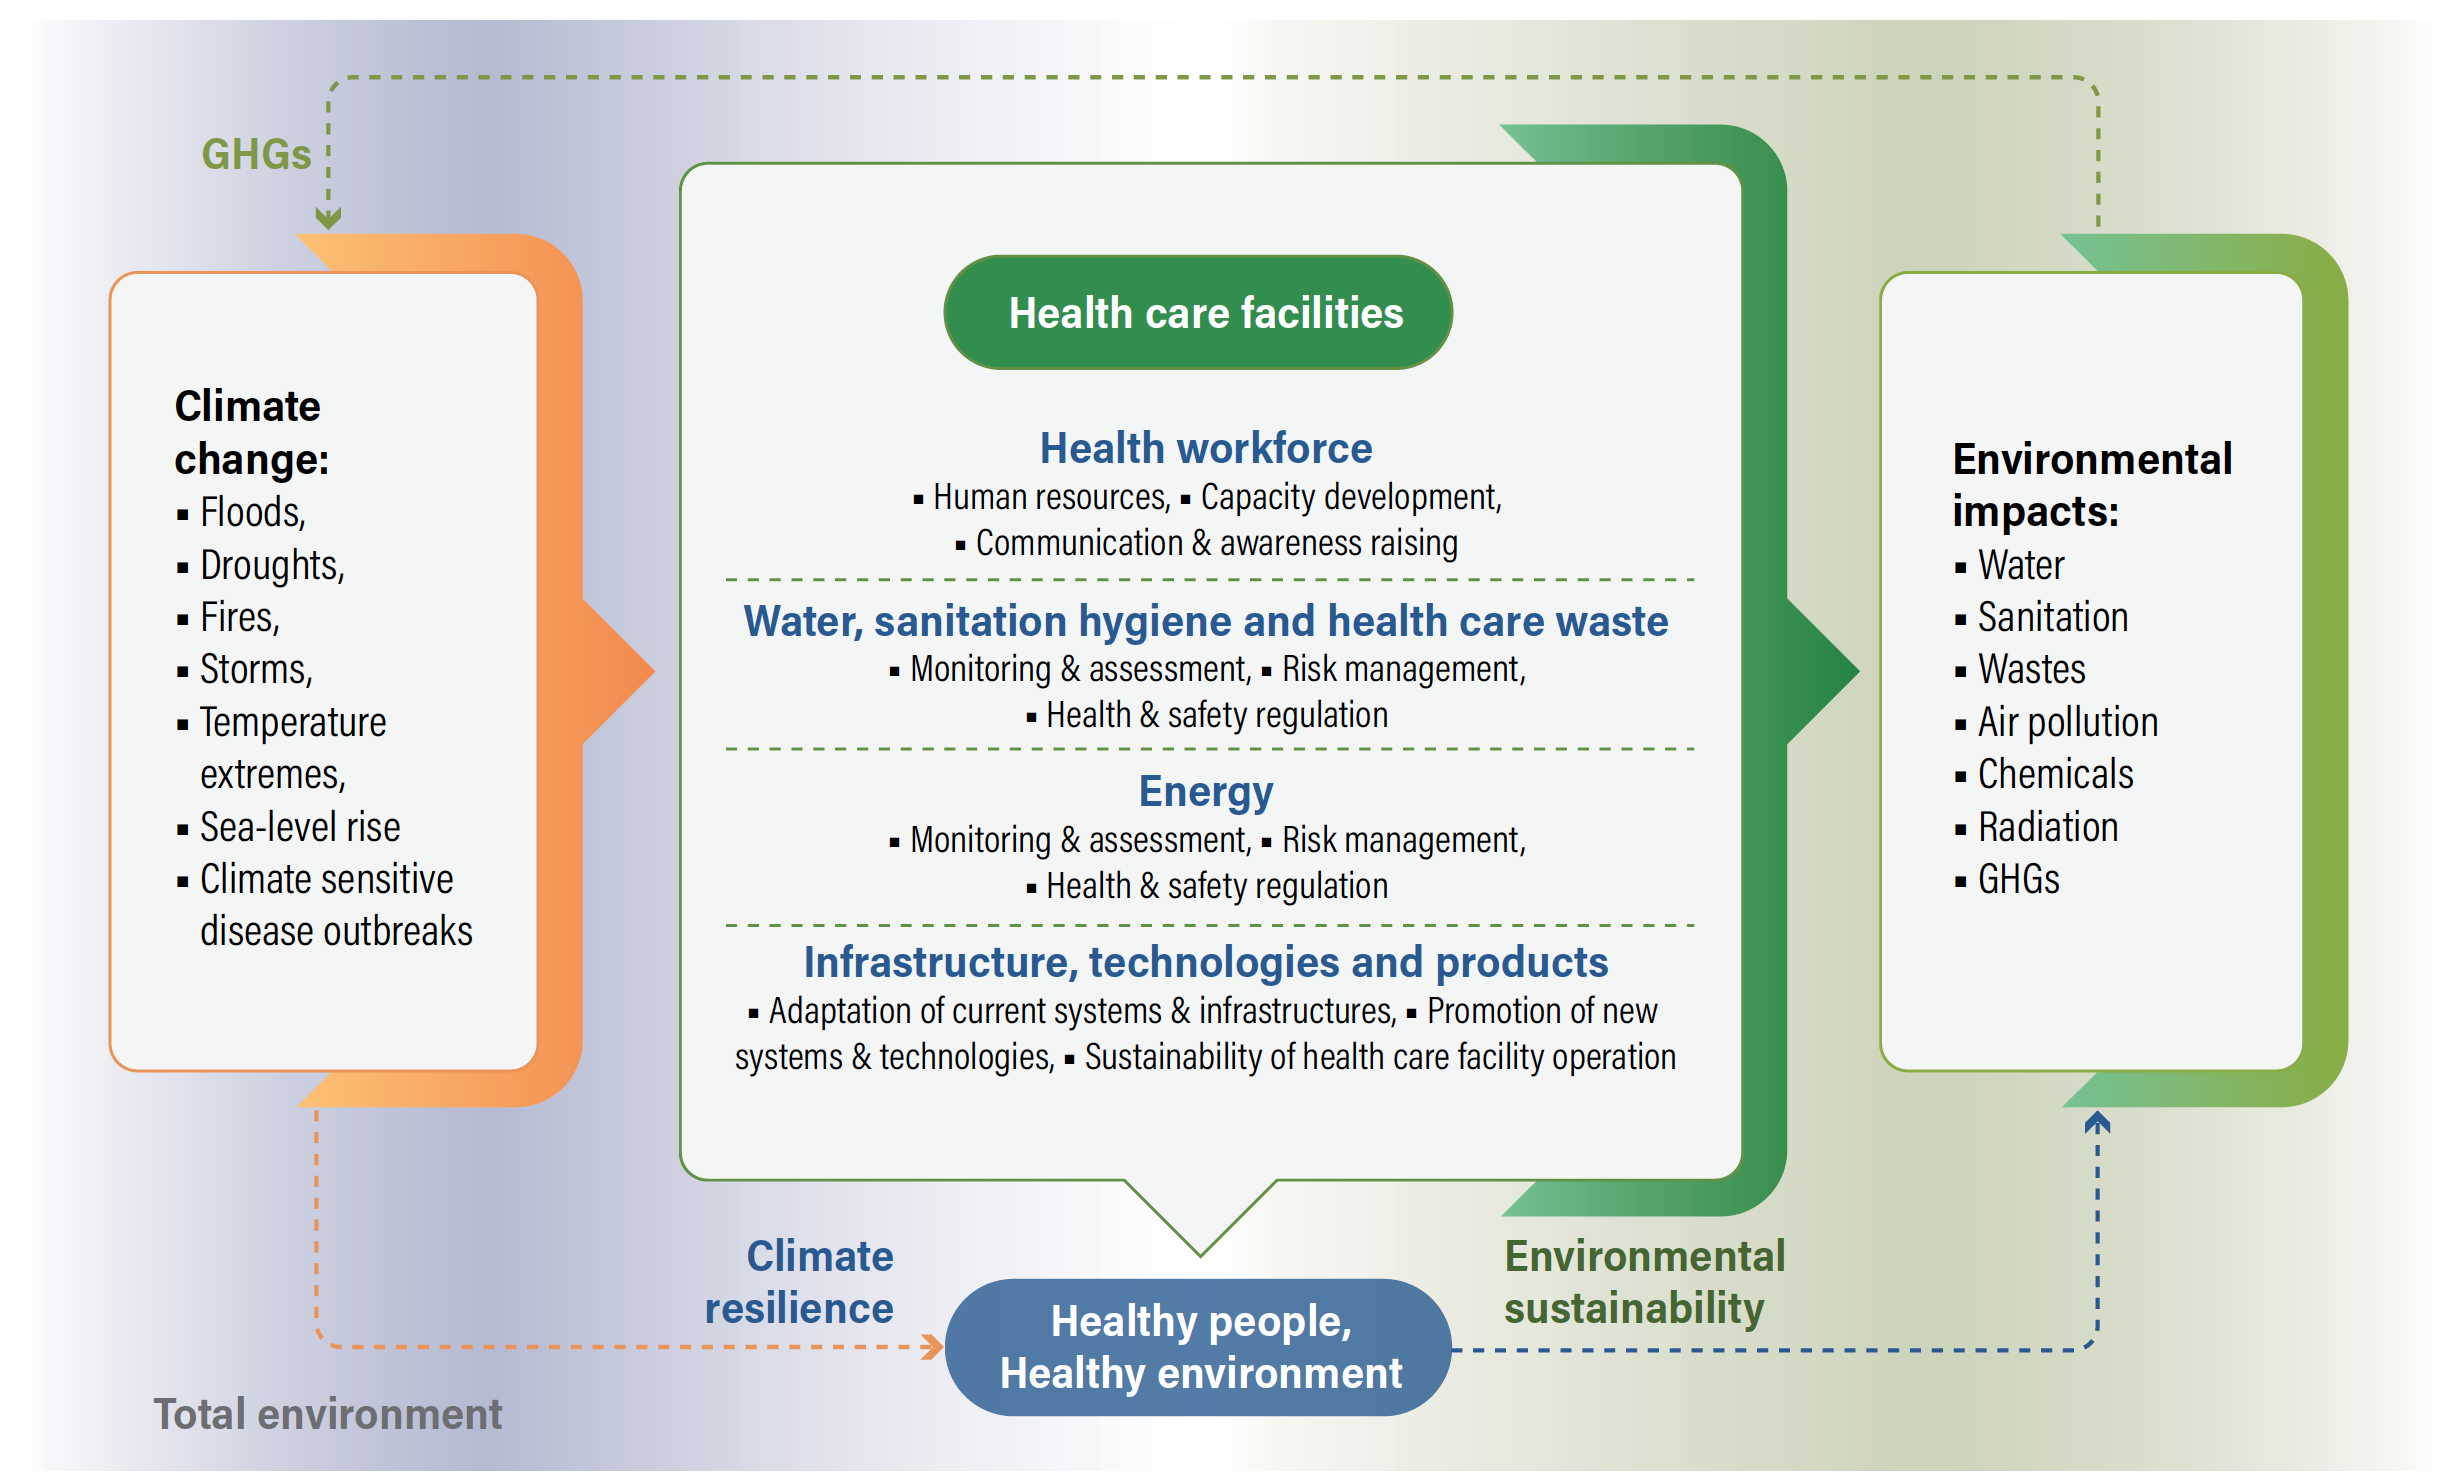 GHGs
Climate
change:
▪ Floods,
▪ Droughts,
▪ Fires,
▪ Storms,
▪ Temperature
extremes,
▪ Sea-level rise
▪ Climate sensitive
disease outbreaks
Health care facilities
Health workforce
▪ Human resources, ▪ Capacity development,
▪ Communication & awareness raising
Water, sanitation hygiene and health care waste
▪ Monitoring & assessment, ▪ Risk management,
▪ Health & safety regulation
Energy
▪ Monitoring & assessment, ▪ Risk management,
▪ Health & safety regulation
Infrastructure, technologies and products
▪ Adaptation of current systems & infrastructures, ▪ Promotion of new
systems & technologies, ▪ Sustainability of health care facility operation
Environmental
impacts:
▪ Water
▪ Sanitation
▪ Wastes
▪ Air pollution
▪ Chemicals
▪ Radiation
▪ GHGs
Climate
resilience
Healthy people,
Healthy environment
Environmental
sustainability
Total environment